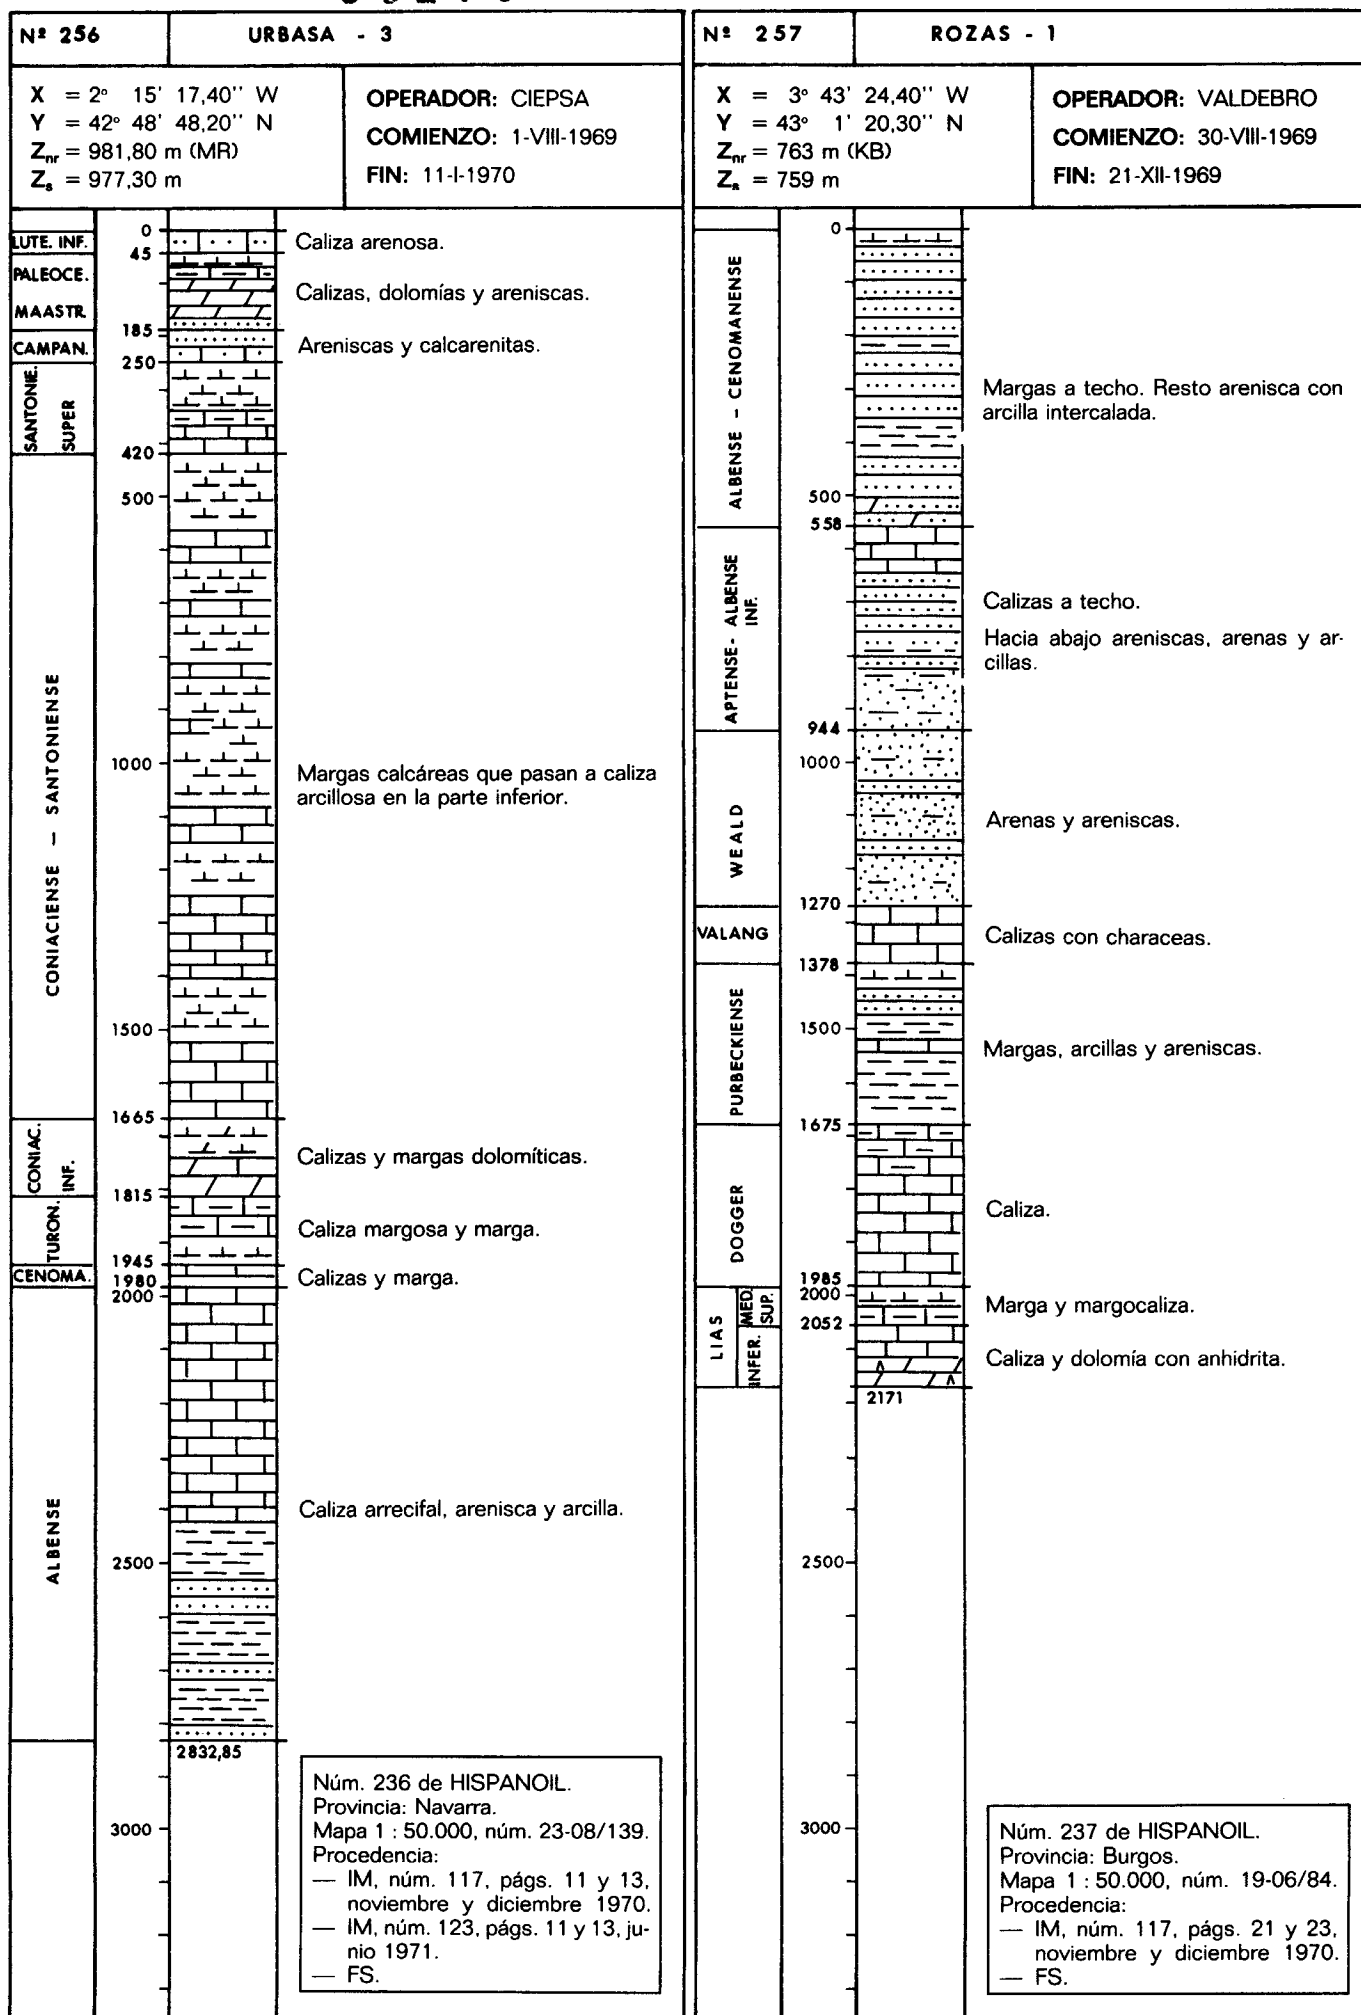 Nº 256
URBASA - 3
X = 2° 15' 17,40'' W
Y = 42° 48' 48,20'' N
Znr = 981,80 m (MR)
Zs = 977,30 m
OPERADOR: CIEPSA
COMIENZO: 1-VIII-1969
FIN: 11-I-1970
LUTE. INF.
PALEOCE.
MAASTR.
CAMPAN.
SANTONIE.
SUPER
CONIACIENSE – SANTONIENSE
CONIAC.
INF.
TURON.
CENOMA.
ALBENSE
0
45
185
250
420
500
1000
1500
1665
1815
1945
1980
2000
2500
2832,85
3000
Caliza arenosa.
Calizas, dolomías y areniscas.
Areniscas y calcarenitas.
Margas calcáreas que pasan a caliza
arcillosa en la parte inferior.
Calizas y margas dolomíticas.
Caliza margosa y marga.
Calizas y marga.
Caliza arrecifal, arenisca y arcilla.
Núm. 236 de HISPANOIL.
Provincia: Navarra.
Mapa 1 : 50.000, núm. 23-08/139.
Procedencia:
— IM, núm. 117, págs. 11 y 13,
noviembre y diciembre 1970.
— IM, núm. 123, págs. 11 y 13, ju-
nio 1971.
— FS.
Nº 257
ROZAS - 1
X = 3° 43' 24,40'' W
Y = 43° 1' 20,30'' N
Znr = 763 m (KB)
Zs = 759 m
OPERADOR: VALDEBRO
COMIENZO: 30-VIII-1969
FIN: 21-XII-1969
ALBENSE - CENOMANENSE
APTENSE- ALBENSE
INF.
WEALD
VALANG
PURBECKIENSE
DOGGER
LIAS
MED.
SUP.
INFER.
0
500
558
944
1000
1270
1378
1500
1675
1985
2000
2052
2171
2500
3000
Margas a techo. Resto arenisca con
arcilla intercalada.
Calizas a techo.
Hacia abajo areniscas, arenas y ar-
cillas.
Arenas y areniscas.
Calizas con characeas.
Margas, arcillas y areniscas.
Caliza.
Marga y margocaliza.
Caliza y dolomía con anhidrita.
Núm. 237 de HISPANOIL.
Provincia: Burgos.
Mapa 1 : 50.000, núm. 19-06/84.
Procedencia:
— IM, núm. 117, págs. 21 y 23,
noviembre y diciembre 1970.
— FS.